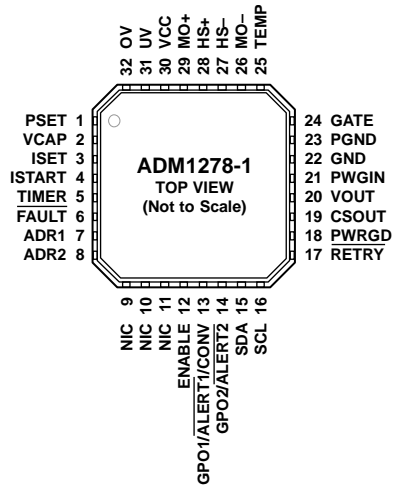 32 OV
31 UV
30 VCC
29 MO+
28 HS+
27 HS–
26 MO–
25 TEMP
PSET 1
VCAP 2
ISET 3
ISTART 4
TIMER 5
FAULT 6
ADR1 7
ADR2 8
ADM1278-1
TOP VIEW
(Not to Scale)
24 GATE
23 PGND
22 GND
21 PWGIN
20 VOUT
19 CSOUT
18 PWRGD
17 RETRY
NIC 9
NIC 10
NIC 11
ENABLE 12
GPO1/ALERT1/CONV 13
GPO2/ALERT2 14
SDA 15
SCL 16